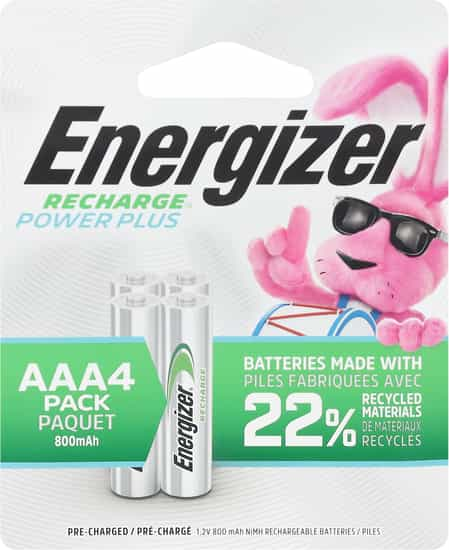 Energizer
RECHARGE
POWER PLUS
AAA4
PACK
PAQUET
800mAh
Energizer
RECHARGE
BATTERIES MADE WITH
PILES FABRIQUÉES AVEC
22%
RECYCLED
MATERIALS
DE MATÉRIAUX
RECYCLÉS
PRE-CHARGED / PRÉ-CHARGÉ 1.2V 800 mAh NiMH RECHARGEABLE BATTERIES / PILES